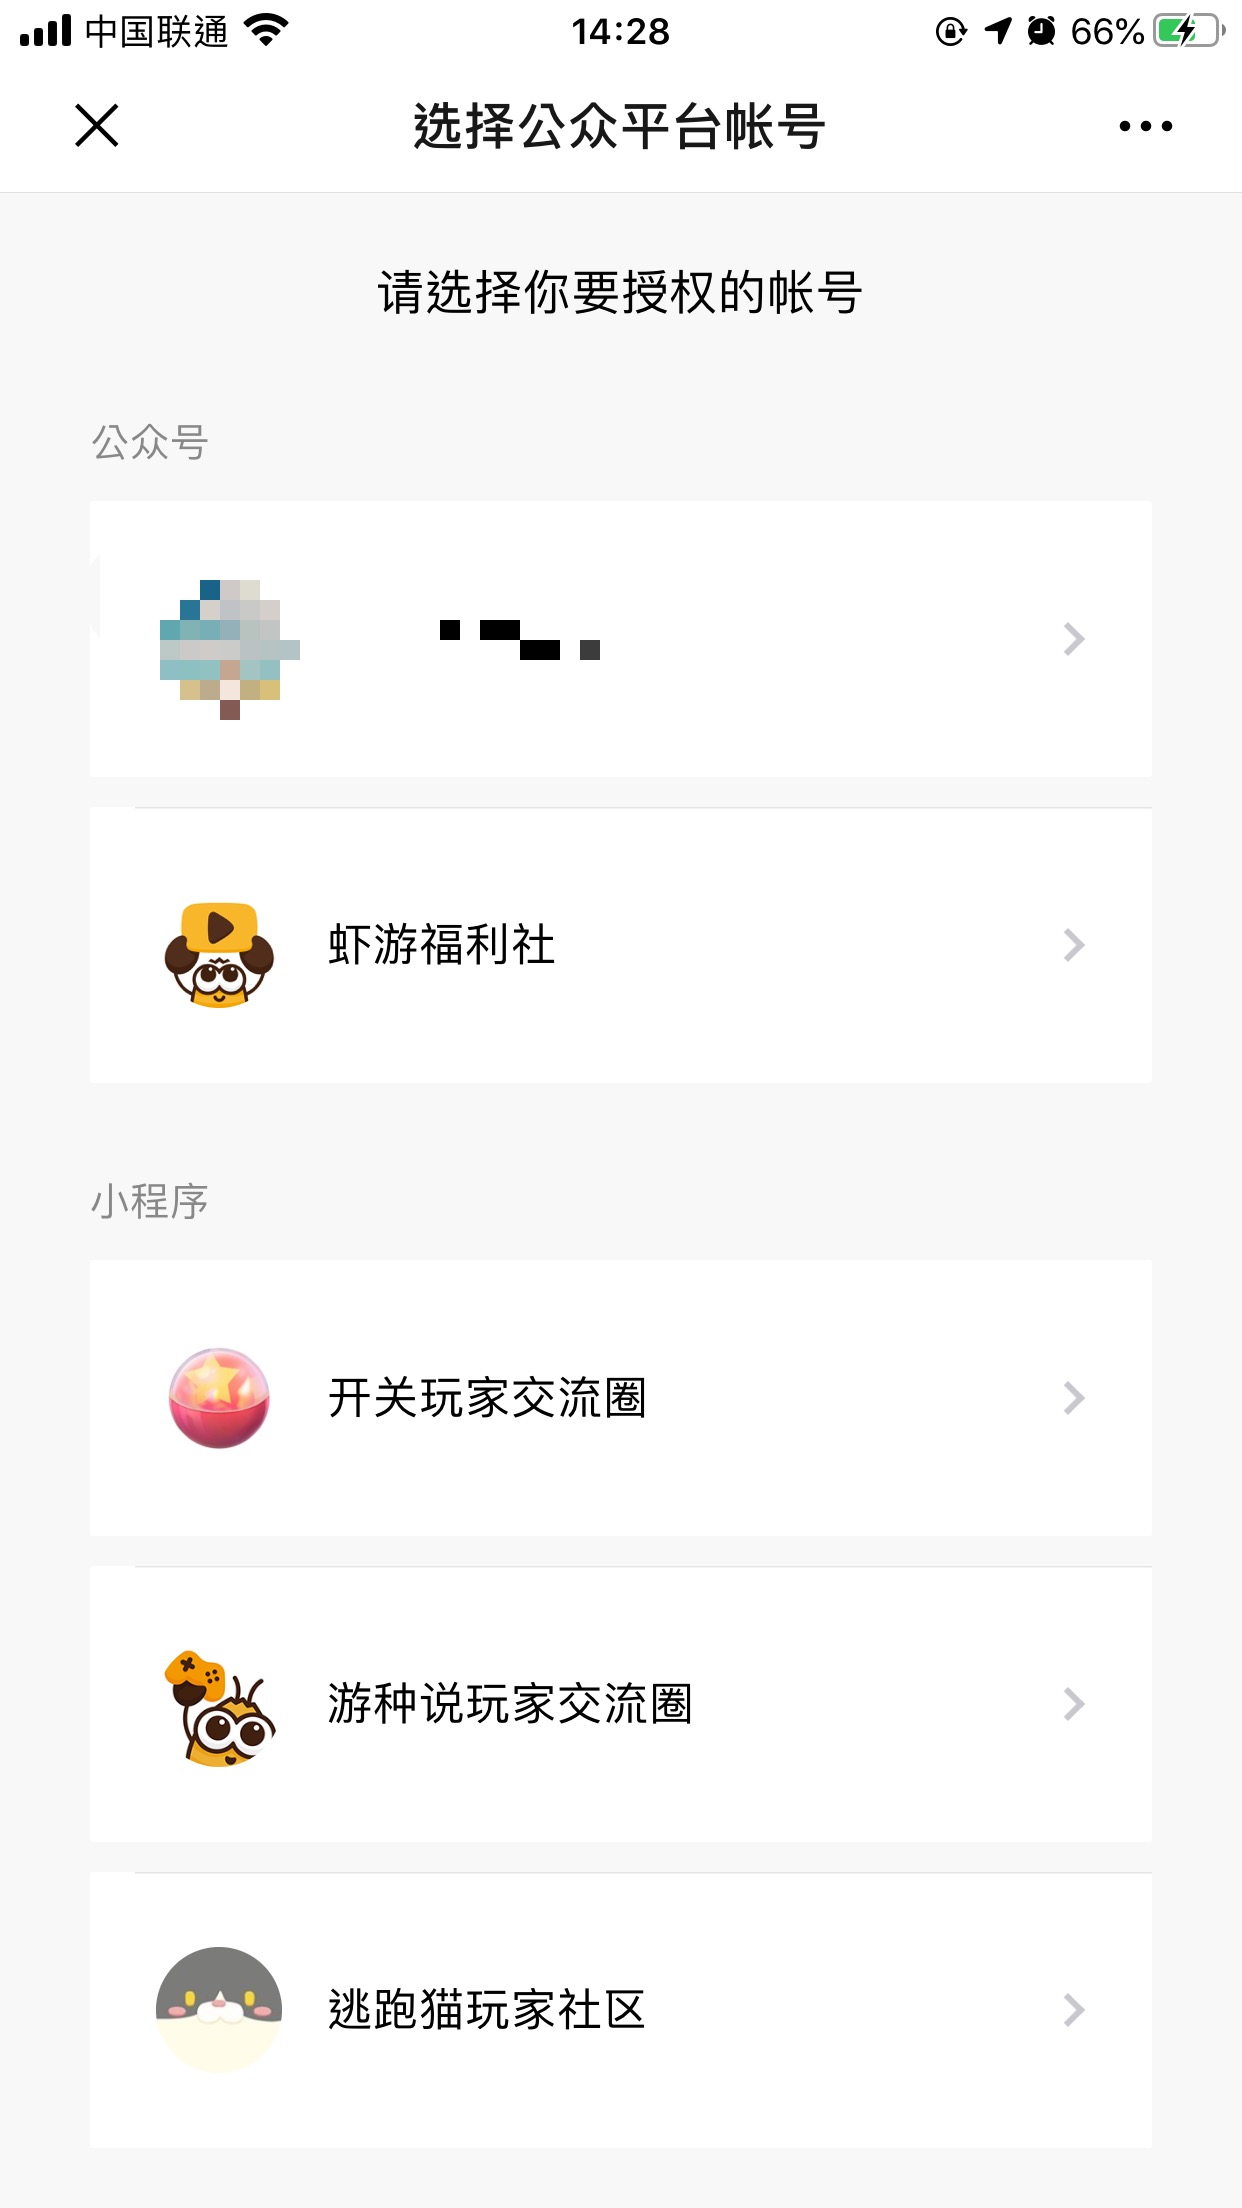 中国联通
14:28
66%
选择公众平台帐号
请选择你要授权的帐号
公众号
虾游福利社
小程序
开关玩家交流圈
游种说玩家交流圈
逃跑猫玩家社区